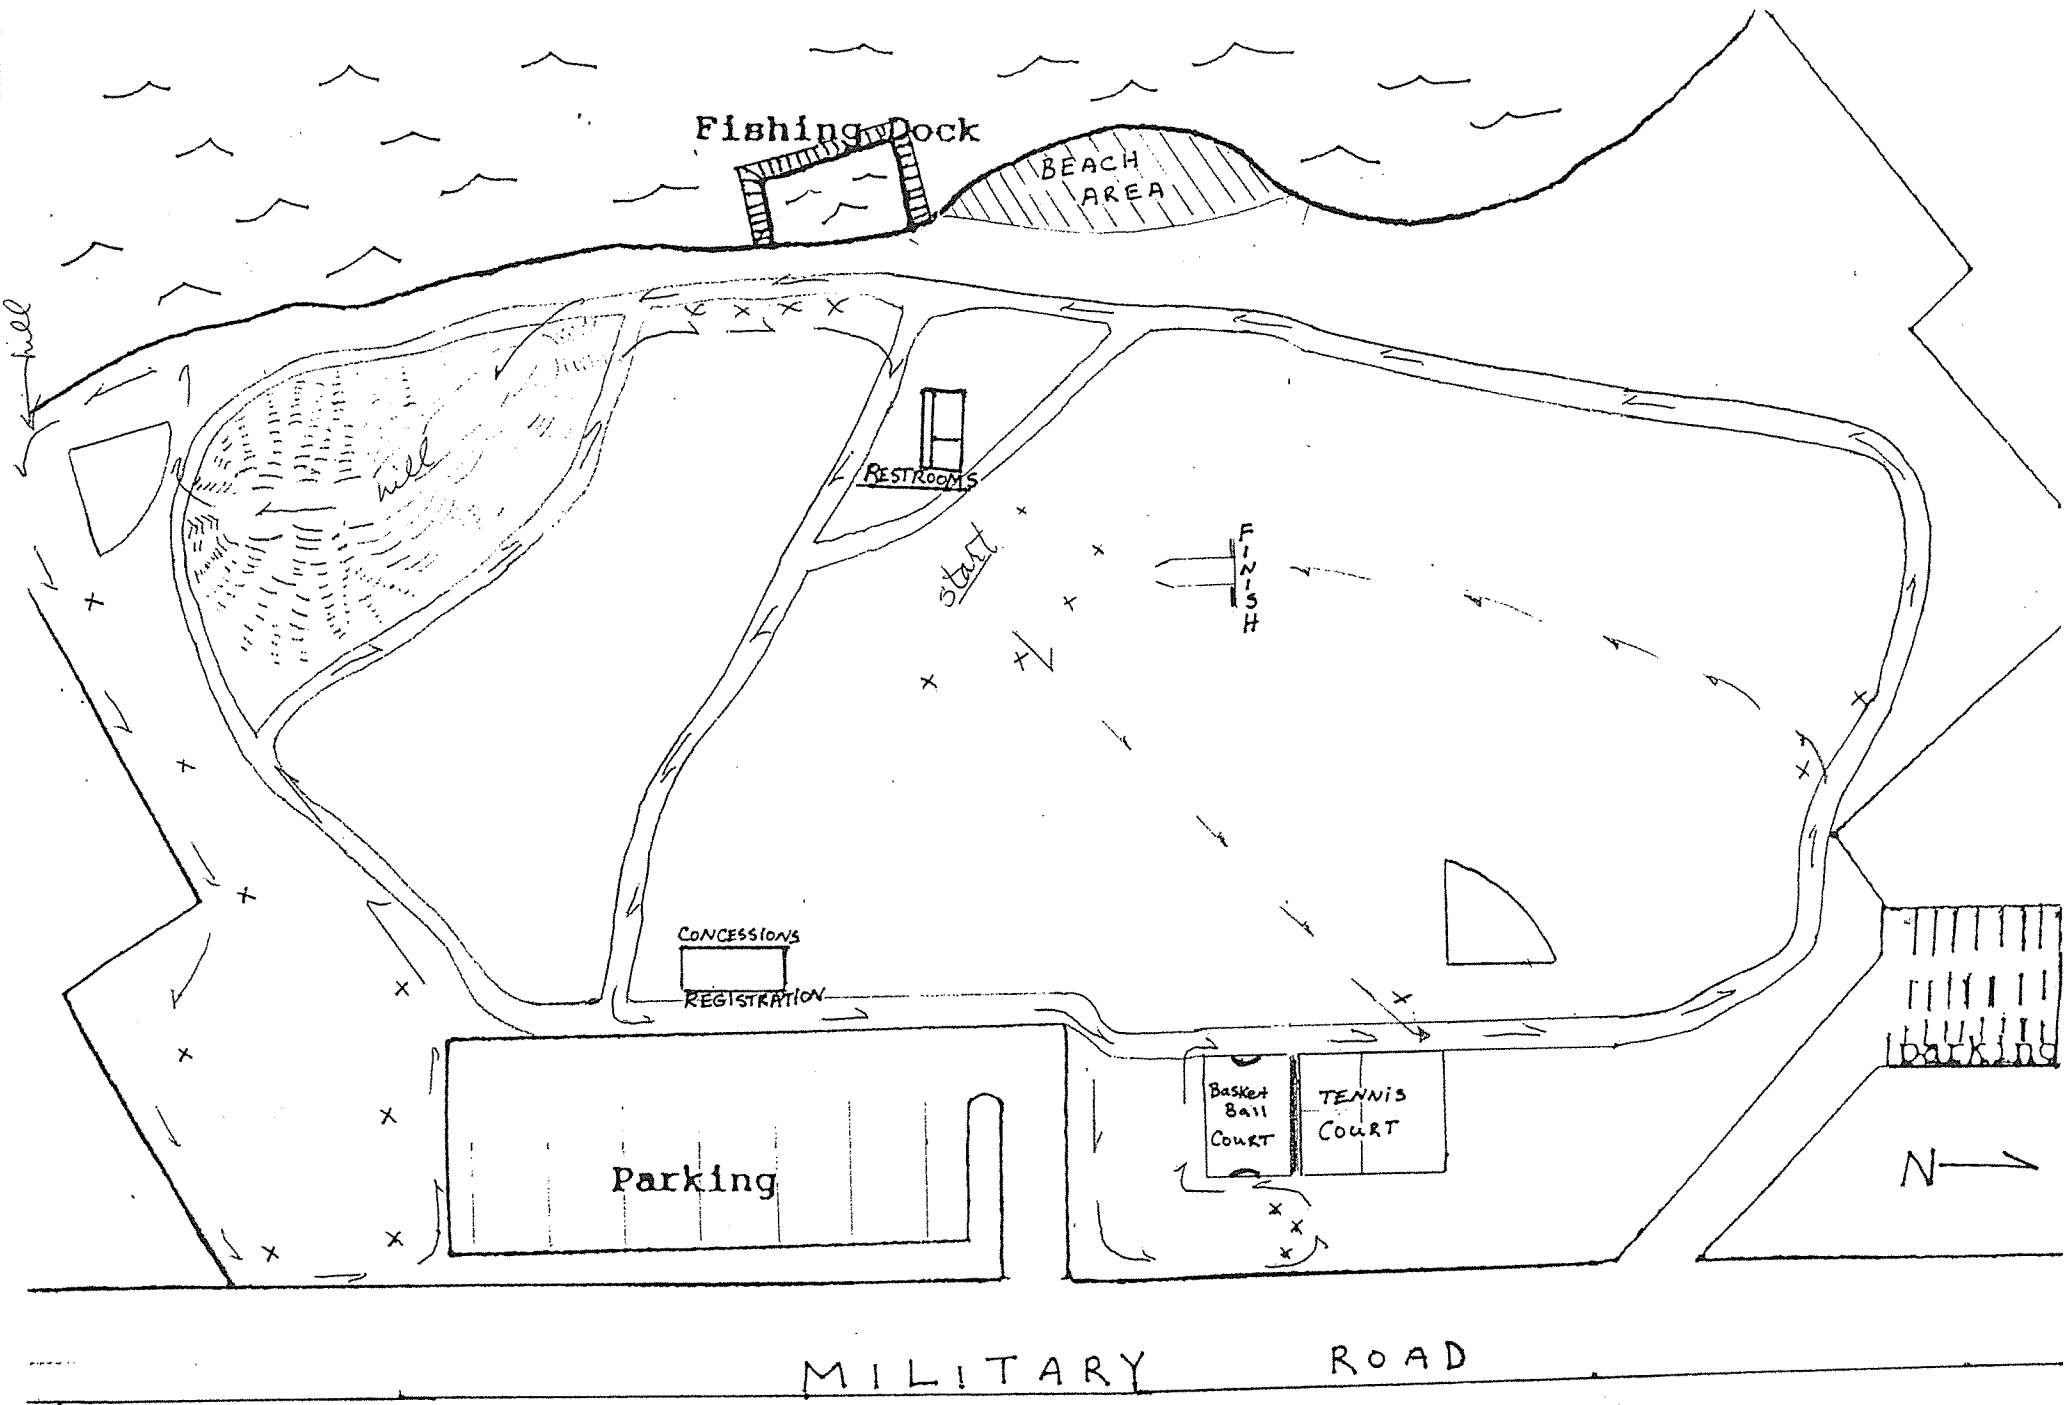 Fishing Dock
BEACH
AREA
hill
hill
RESTROOMS
start
FINISH
CONCESSIONS
REGISTRATION
Basket
Ball
COURT
TENNIS
COURT
parking
Parking
N
MILITARY ROAD